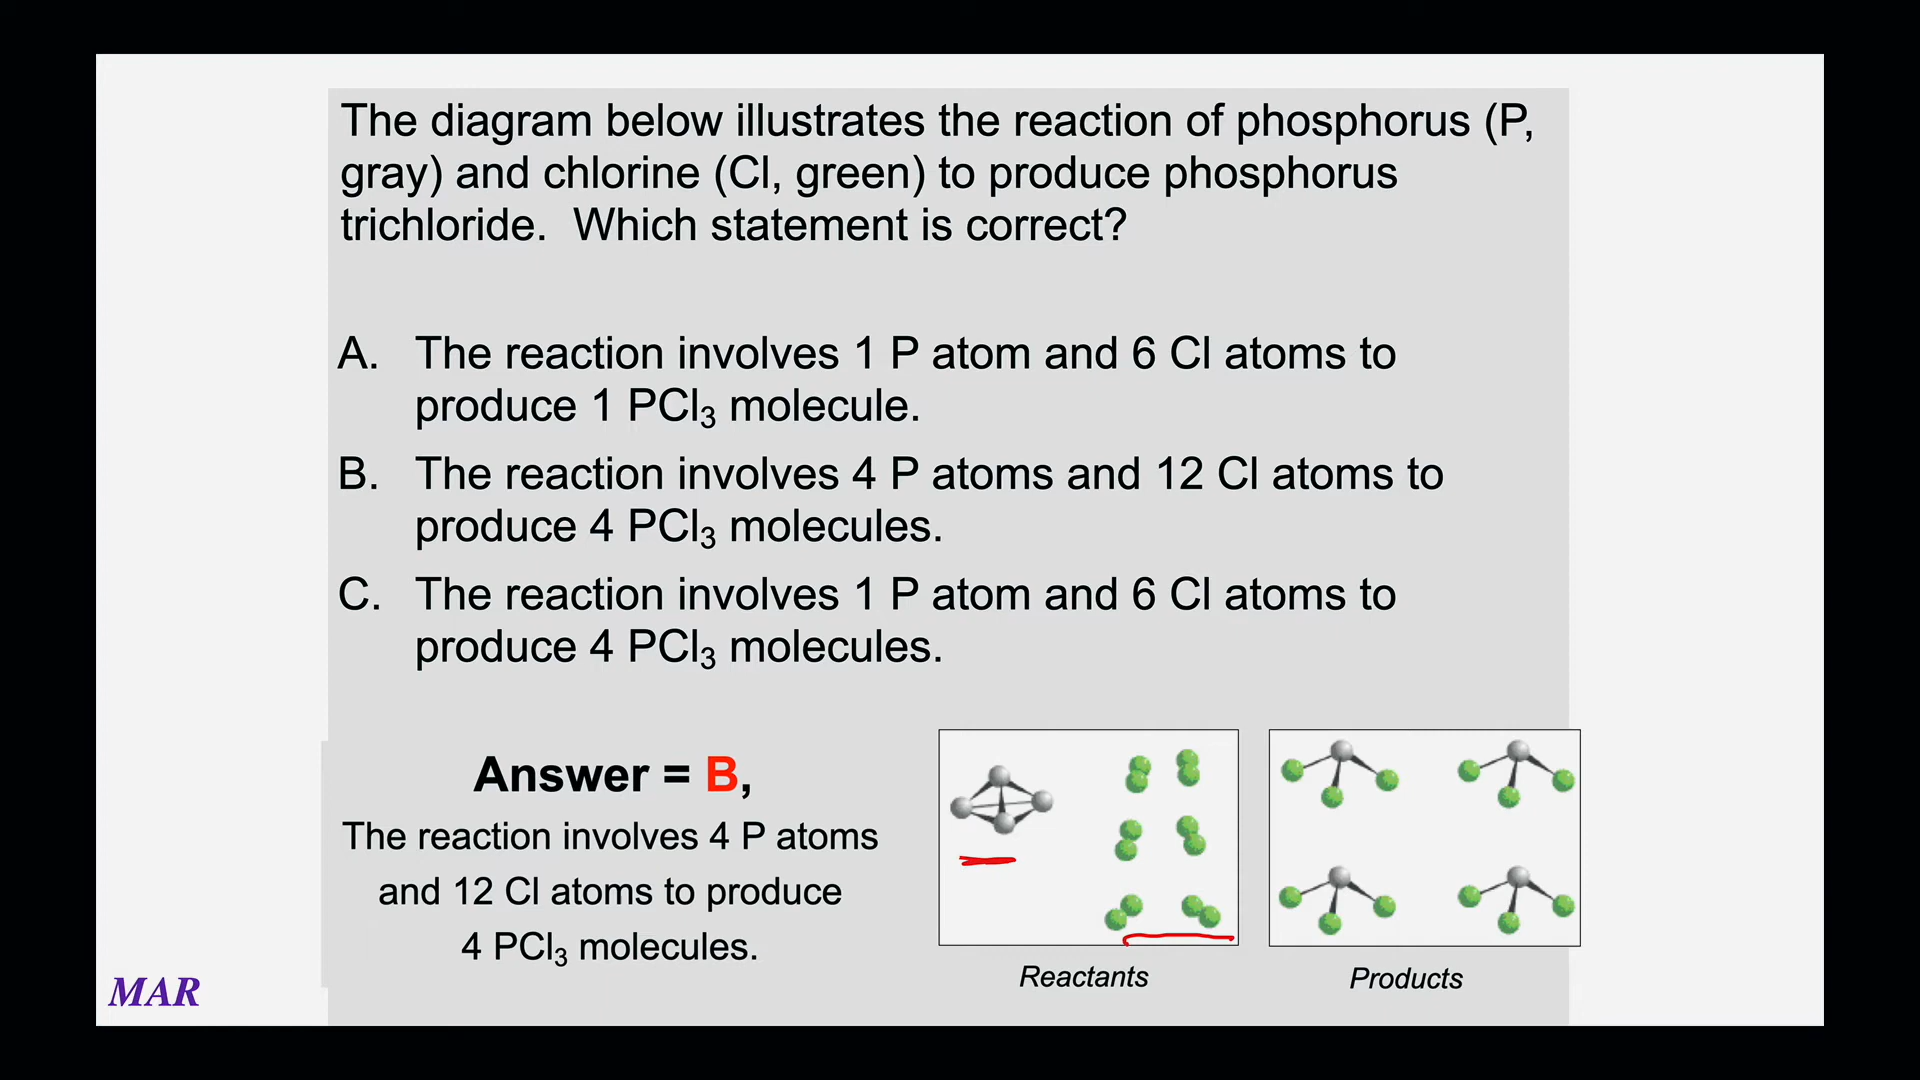 The diagram below illustrates the reaction of phosphorus (P,
gray) and chlorine (Cl, green) to produce phosphorus
trichloride.  Which statement is correct?
A. The reaction involves 1 P atom and 6 Cl atoms to
produce 1 PCl₃ molecule.
B. The reaction involves 4 P atoms and 12 Cl atoms to
produce 4 PCl₃ molecules.
C. The reaction involves 1 P atom and 6 Cl atoms to
produce 4 PCl₃ molecules.
Answer = B,
The reaction involves 4 P atoms
and 12 Cl atoms to produce
4 PCl₃ molecules.
Reactants
Products
MAR